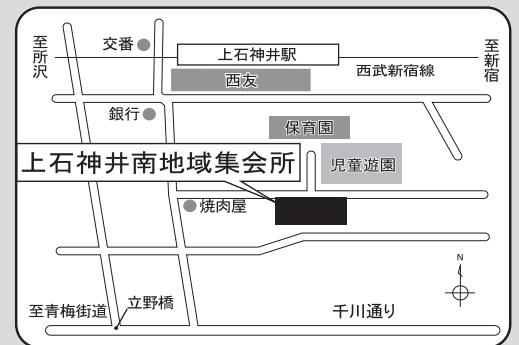 至所沢
交番
上石神井駅
至新宿
西友
西武新宿線
銀行
保育園
上石神井南地域集会所
児童遊園
焼肉屋
N
至青梅街道
立野橋
千川通り